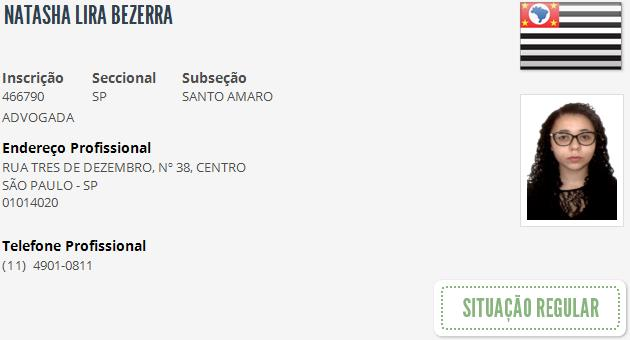 NATASHA LIRA BEZERRA
Inscrição Seccional Subseção
466790 SP SANTO AMARO
ADVOGADA
Endereço Profissional
RUA TRES DE DEZEMBRO, Nº 38, CENTRO
SÃO PAULO - SP
01014020
Telefone Profissional
(11) 4901-0811
SITUAÇÃO REGULAR